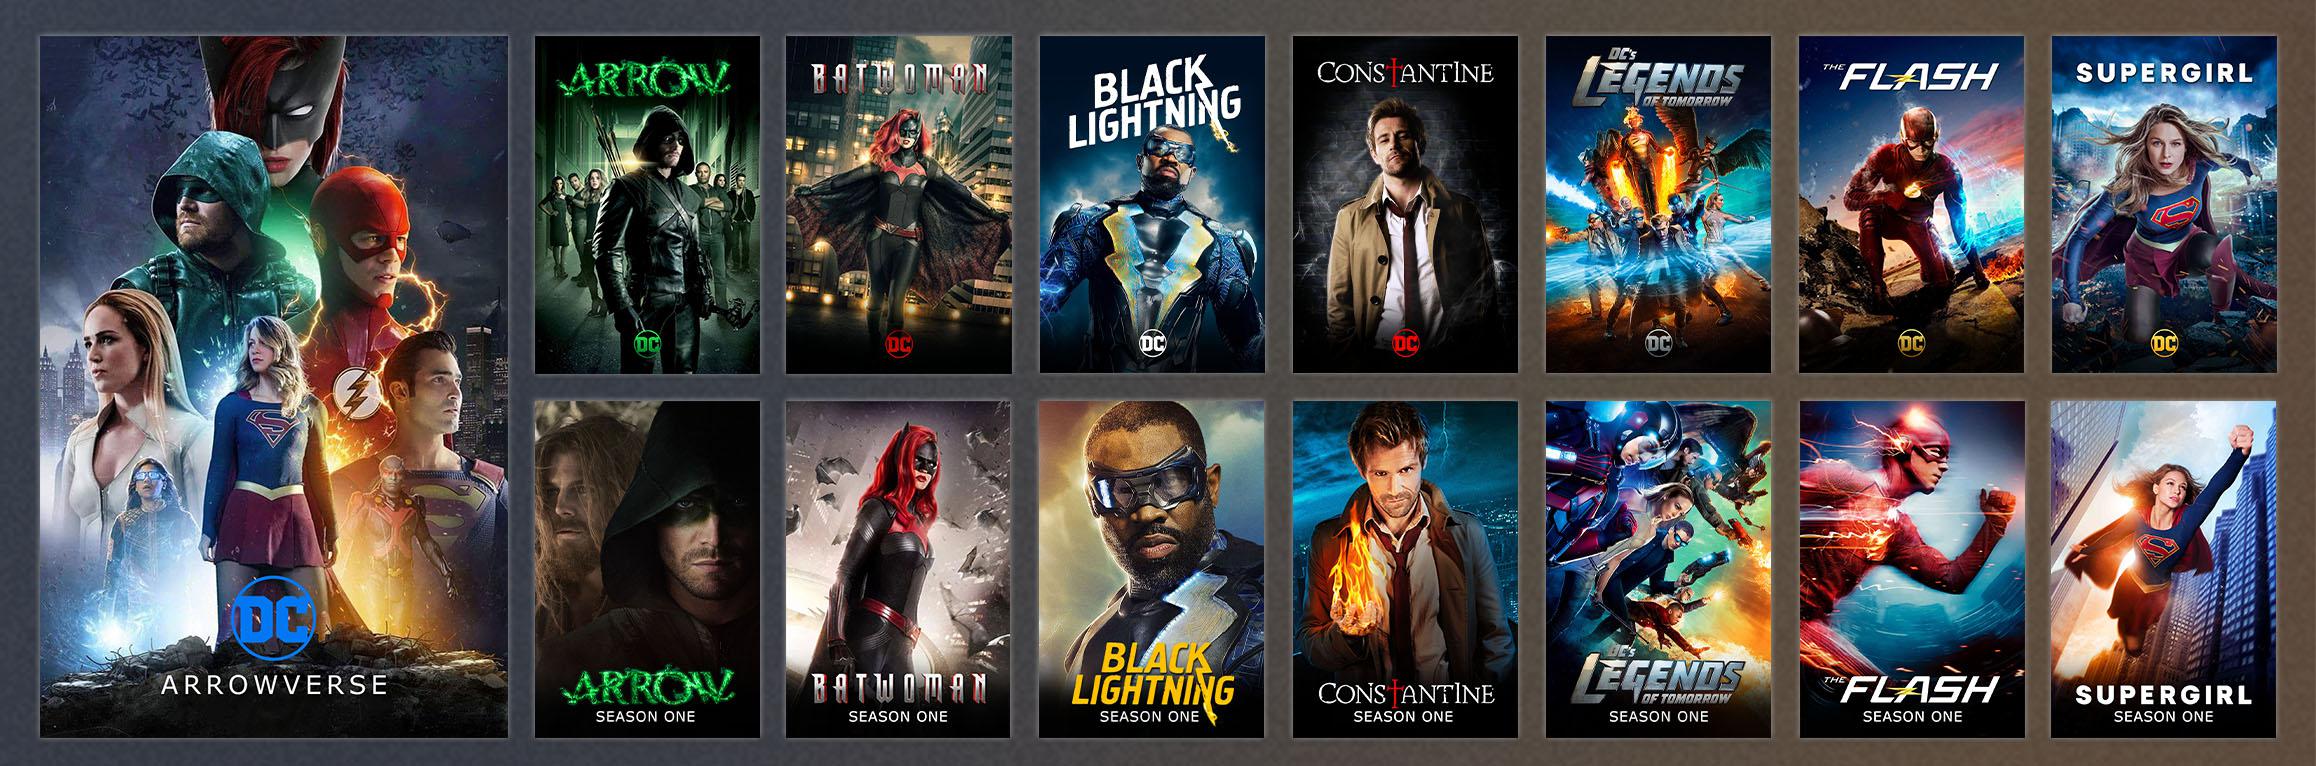 DC
ARROWVERSE
ARROW
DC
BATWOMAN
DC
BLACK
LIGHTNING
DC
CONSTANTINE
DC
DC's
LEGENDS
OF TOMORROW
DC
THE FLASH
DC
SUPERGIRL
DC
ARROW
SEASON ONE
BATWOMAN
SEASON ONE
BLACK
LIGHTNING
SEASON ONE
CONSTANTINE
SEASON ONE
DC's
LEGENDS
OF TOMORROW
SEASON ONE
THE FLASH
SEASON ONE
SUPERGIRL
SEASON ONE